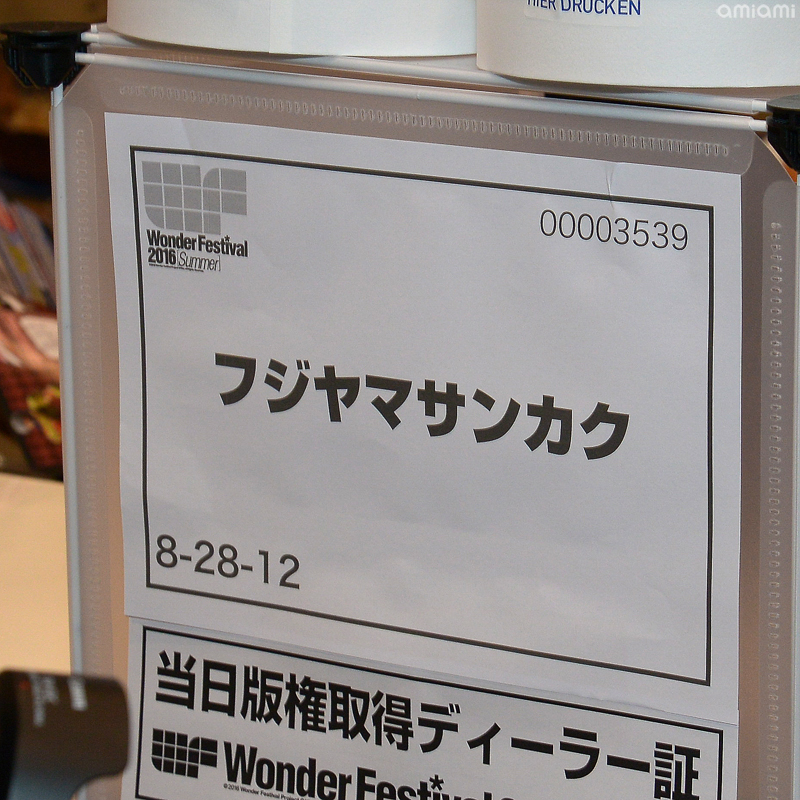 HIER DRUCKEN
amiami
00003539
Wonder Festival
2016 Summer
フジヤマサンカク
8-28-12
当日版権取得ディーラー証
Wonder Festival